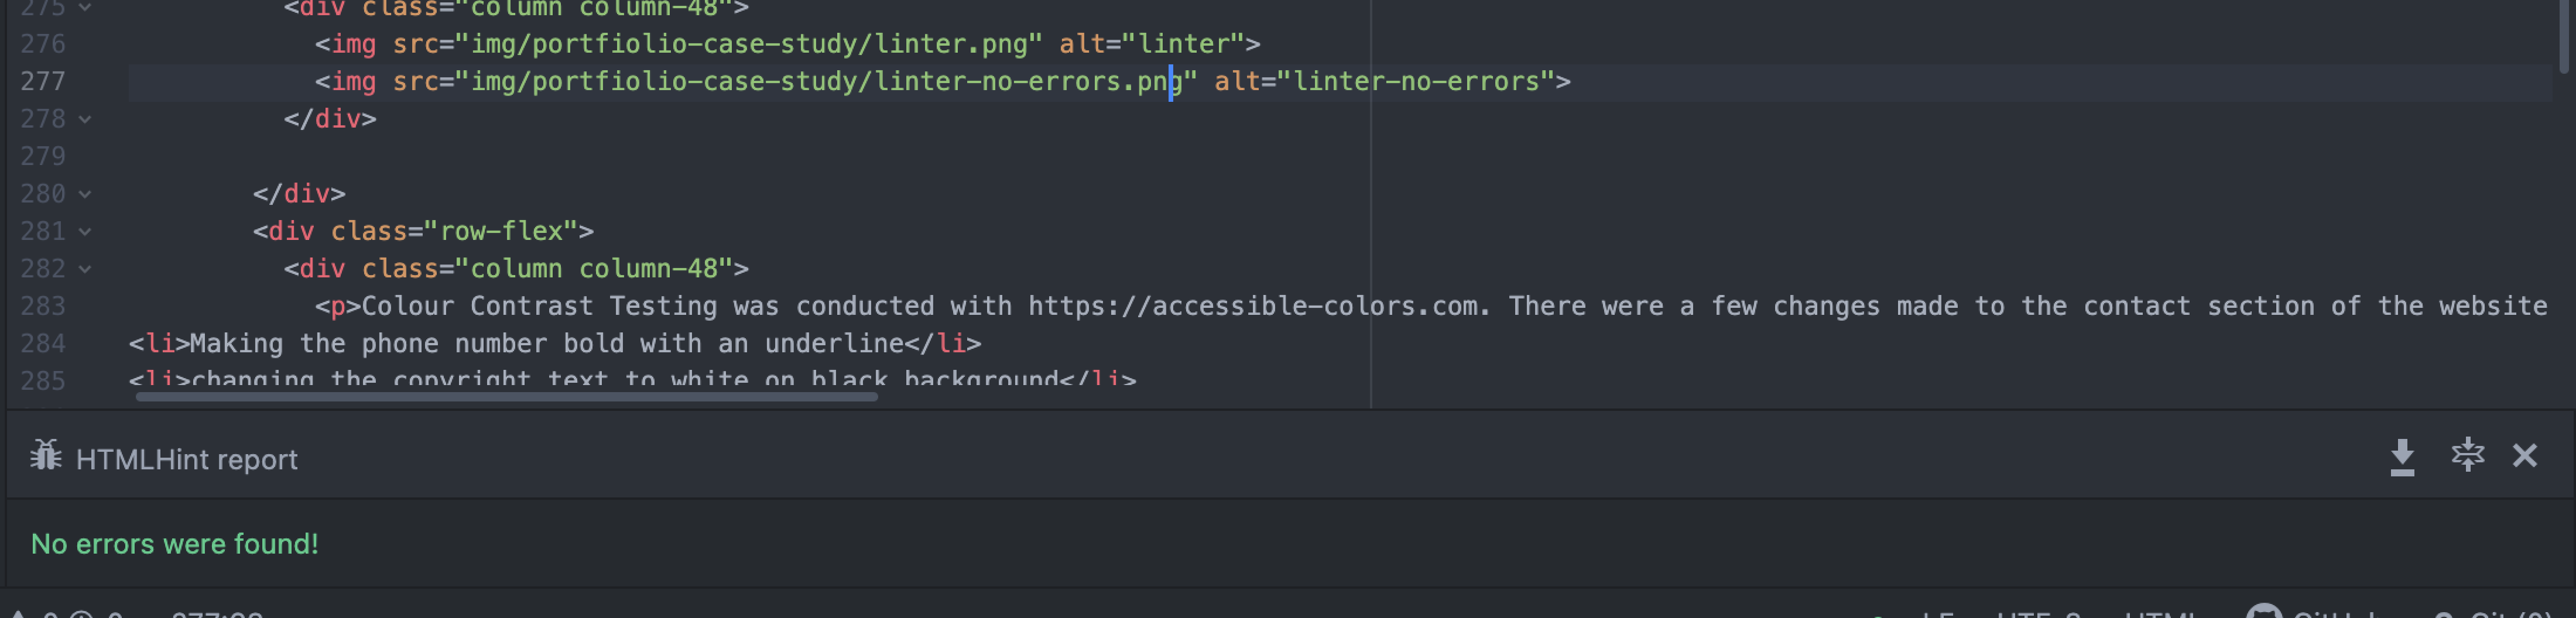 275 <div class="column column-48">
276 <img src="img/portfiolio-case-study/linter.png" alt="linter">
277 <img src="img/portfiolio-case-study/linter-no-errors.png" alt="linter-no-errors">
278 </div>
279
280 </div>
281 <div class="row-flex">
282 <div class="column column-48">
283 <p>Colour Contrast Testing was conducted with https://accessible-colors.com. There were a few changes made to the contact section of the website
284 <li>Making the phone number bold with an underline</li>
285 <li>changing the copyright text to white on black background</li>
HTMLHint report
No errors were found!